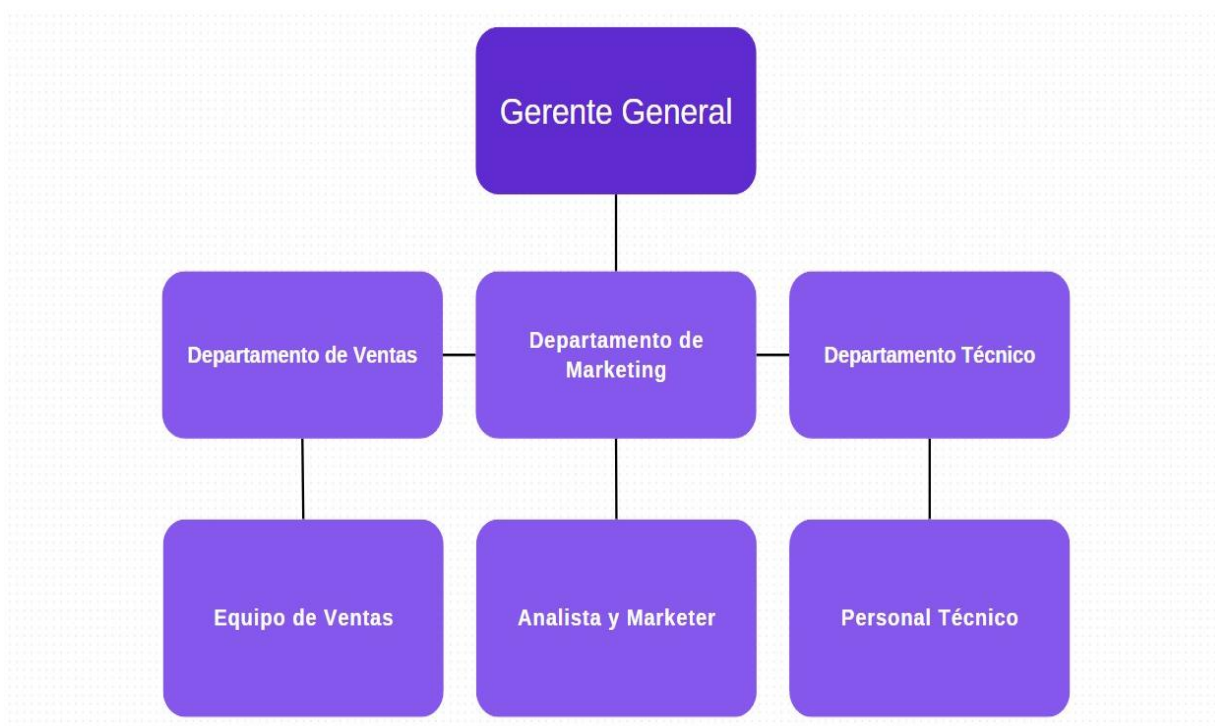 Gerente General
Departamento de Ventas
Departamento de
Marketing
Departamento Técnico
Equipo de Ventas
Analista y Marketer
Personal Técnico